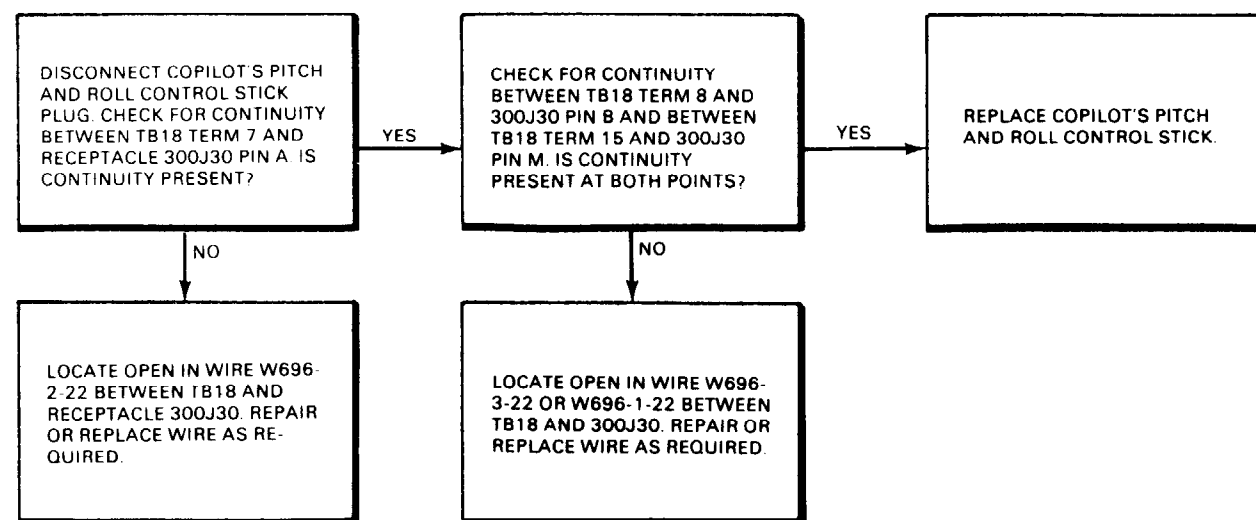 DISCONNECT COPILOT'S PITCH
AND ROLL CONTROL STICK
PLUG. CHECK FOR CONTINUITY
BETWEEN TB18 TERM 7 AND
RECEPTACLE 300J30 PIN A. IS
CONTINUITY PRESENT?
YES
CHECK FOR CONTINUITY
BETWEEN TB18 TERM 8 AND
300J30 PIN B AND BETWEEN
TB18 TERM 15 AND 300J30
PIN M. IS CONTINUITY
PRESENT AT BOTH POINTS?
YES
REPLACE COPILOT'S PITCH
AND ROLL CONTROL STICK.
NO
NO
LOCATE OPEN IN WIRE W696-
2-22 BETWEEN TB18 AND
RECEPTACLE 300J30. REPAIR
OR REPLACE WIRE AS RE-
QUIRED.
LOCATE OPEN IN WIRE W696-
3-22 OR W696-1-22 BETWEEN
TB18 AND 300J30. REPAIR OR
REPLACE WIRE AS REQUIRED.